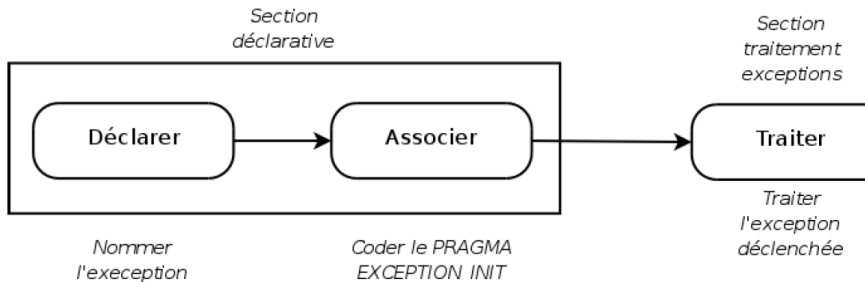 Section
déclarative
Section
traitement
exceptions
Déclarer
Associer
Traiter
Nommer
l'exeception
Coder le PRAGMA
EXCEPTION INIT
Traiter
l'exception
déclenchée